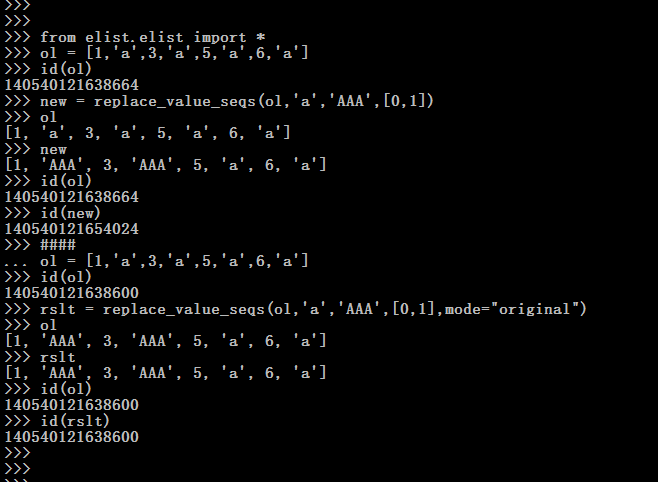 >>>
>>>
>>> from elist.elist import *
>>> ol = [1,'a',3,'a',5,'a',6,'a']
>>> id(ol)
140540121638664
>>> new = replace_value_seqs(ol,'a','AAA',[0,1])
>>> ol
[1, 'a', 3, 'a', 5, 'a', 6, 'a']
>>> new
[1, 'AAA', 3, 'AAA', 5, 'a', 6, 'a']
>>> id(ol)
140540121638664
>>> id(new)
140540121654024
>>> ####
... ol = [1,'a',3,'a',5,'a',6,'a']
>>> id(ol)
140540121638600
>>> rslt = replace_value_seqs(ol,'a','AAA',[0,1],mode="original")
>>> ol
[1, 'AAA', 3, 'AAA', 5, 'a', 6, 'a']
>>> rslt
[1, 'AAA', 3, 'AAA', 5, 'a', 6, 'a']
>>> id(ol)
140540121638600
>>> id(rslt)
140540121638600
>>>
>>>
>>>